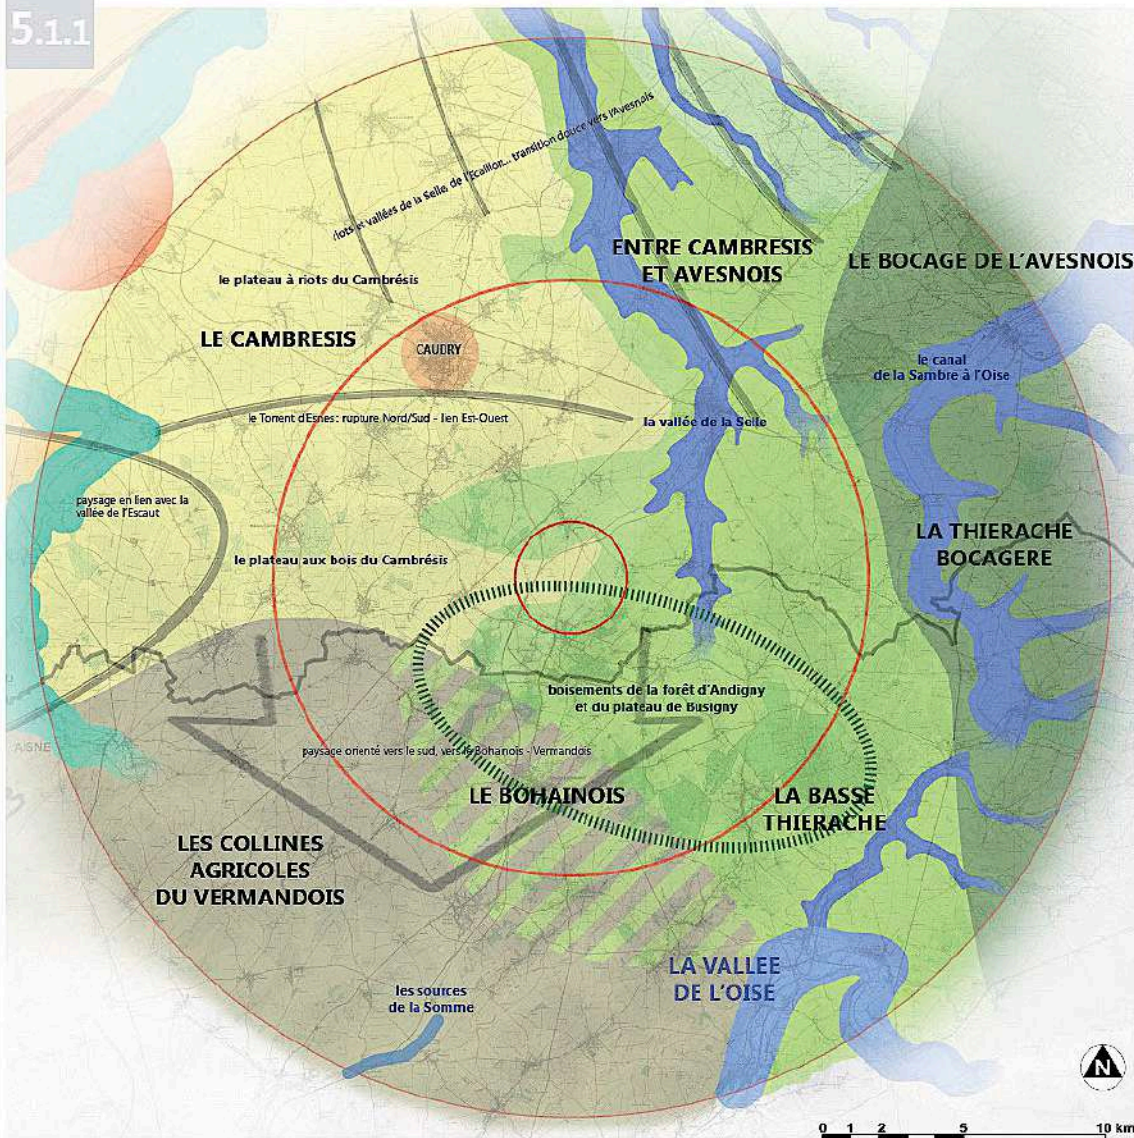 5.1.1
riots et vallées de la Selle, de l'Ecaillon... transition douce vers l'Avesnois
ENTRE CAMBRESIS
ET AVESNOIS
LE BOCAGE DE L'AVESNOIS
le plateau à riots du Cambrésis
LE CAMBRESIS
CAUDRY
le canal
de la Sambre à l'Oise
le Torrent d'Esnes : rupture Nord/Sud - lien Est-Ouest
la vallée de la Selle
paysage en lien avec la
vallée de l'Escaut
LA THIERACHE
BOCAGERE
le plateau aux bois du Cambrésis
boisements de la forêt d'Andigny
et du plateau de Busigny
AISNE
paysage orienté vers le sud, vers le Bohainois - Vermandois
LE BOHAINOIS
LA BASSE
THIERACHE
LES COLLINES
AGRICOLES
DU VERMANDOIS
LA VALLEE
DE L'OISE
les sources
de la Somme
N
0 1 2 5 10 km